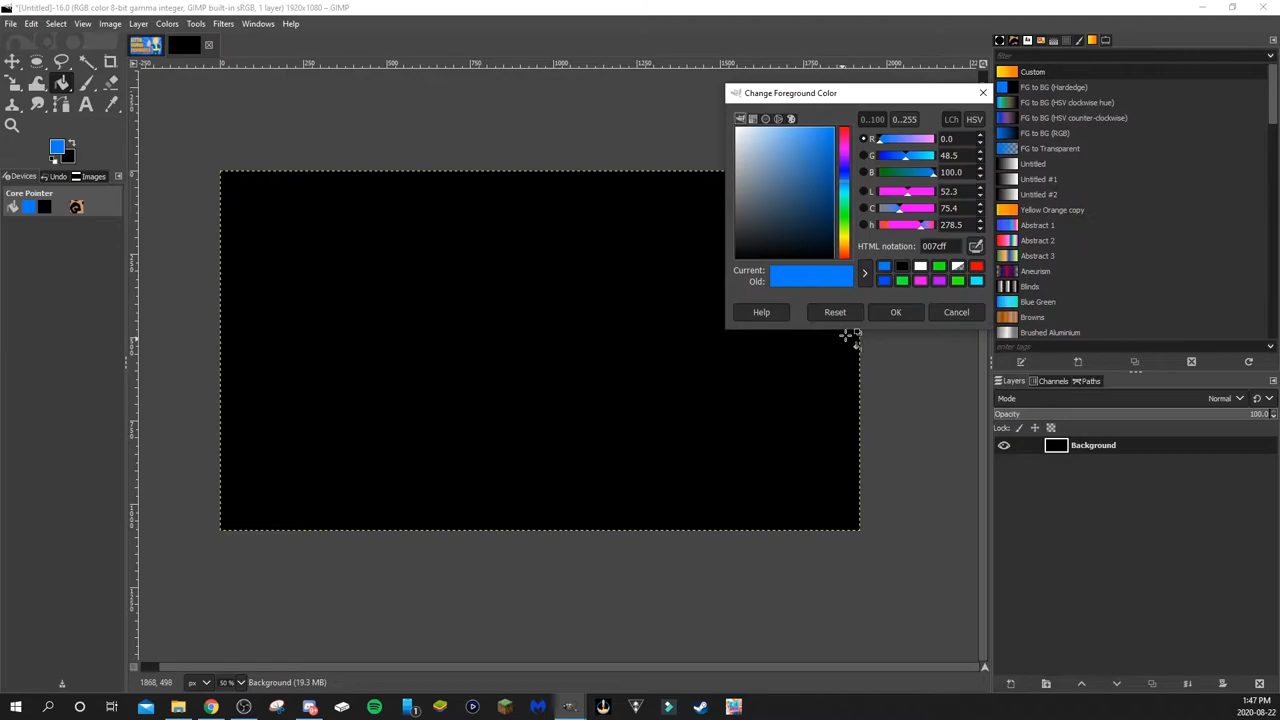 *[Untitled]-16.0 (RGB color 8-bit gamma integer, GIMP built-in sRGB, 1 layer) 1920x1080 – GIMP
File Edit Select View Image Layer Colors Tools Filters Windows Help
filter
Custom
FG to BG (Hardedge)
FG to BG (HSV clockwise hue)
FG to BG (HSV counter-clockwise)
FG to BG (RGB)
FG to Transparent
Untitled
Untitled #1
Untitled #2
Yellow Orange copy
Abstract 1
Abstract 2
Abstract 3
Aneurism
Blinds
Blue Green
Browns
Brushed Aluminium
enter tags
Devices Undo Images
Core Pointer
Change Foreground Color
0..100 0..255 LCh HSV
R 0.0
G 48.5
B 100.0
L 52.3
C 75.4
h 278.5
HTML notation: 007cff
Current:
Old:
Help Reset OK Cancel
Layers Channels Paths
Mode Normal
Opacity 100.0
Lock:
Background
1868, 498 px 50 % Background (19.3 MB)
1:47 PM
2020-08-22